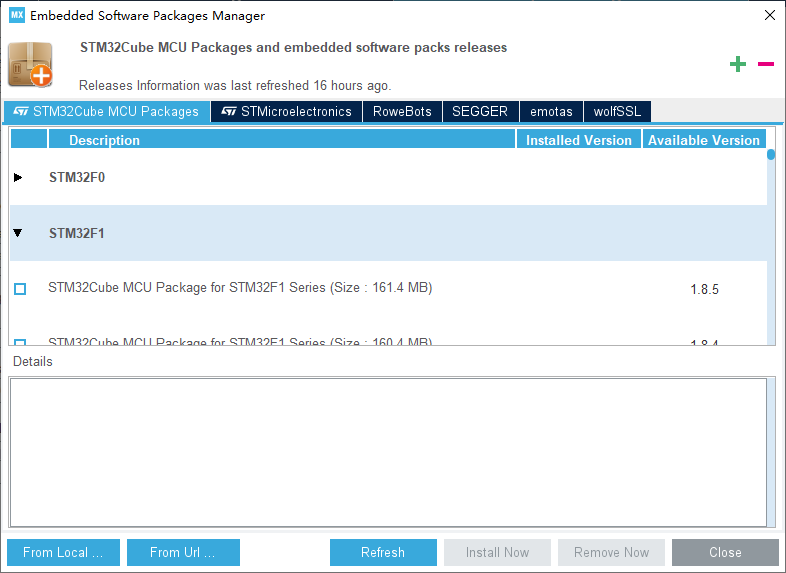 MX Embedded Software Packages Manager
STM32Cube MCU Packages and embedded software packs releases
Releases Information was last refreshed 16 hours ago.
STM32Cube MCU Packages STMicroelectronics RoweBots SEGGER emotas wolfSSL
Description Installed Version Available Version
STM32F0
STM32F1
STM32Cube MCU Package for STM32F1 Series (Size : 161.4 MB) 1.8.5
STM32Cube MCU Package for STM32F1 Series (Size : 160.4 MB) 1.8.4
Details
From Local ... From Url ... Refresh Install Now Remove Now Close